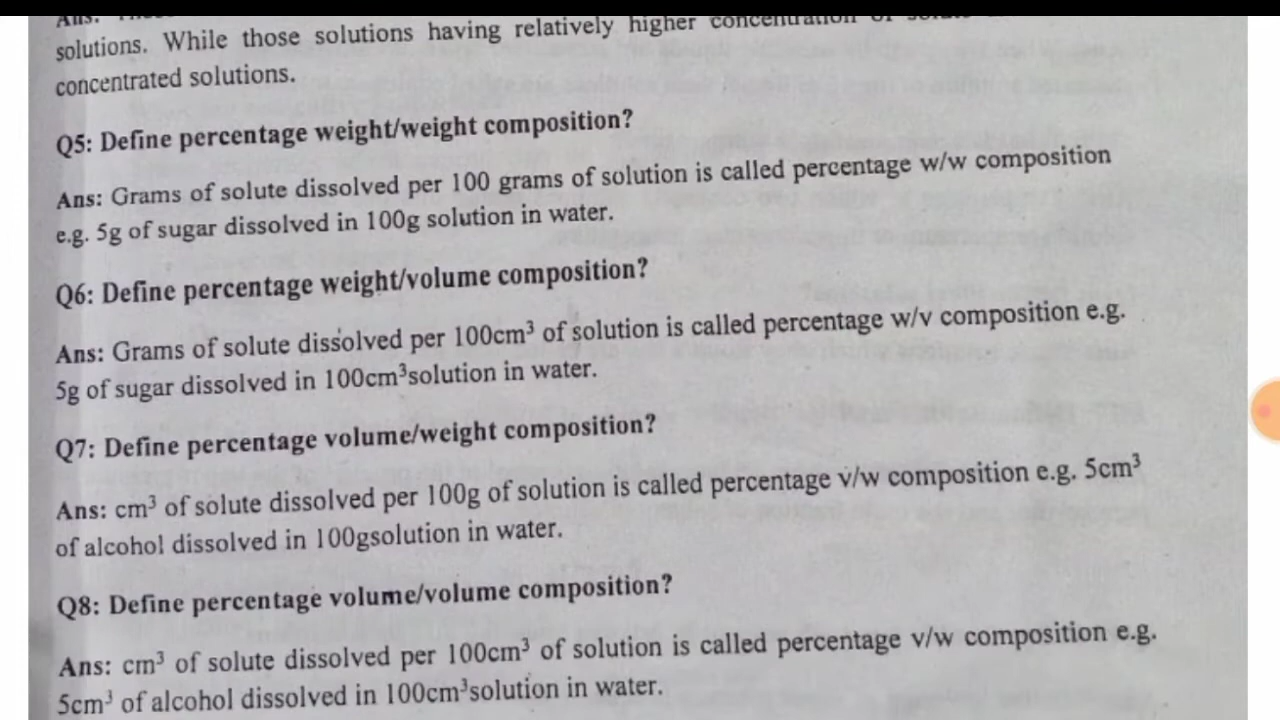 Ans:
solutions. While those solutions having relatively higher concentration of
concentrated solutions.
Q5: Define percentage weight/weight composition?
Ans: Grams of solute dissolved per 100 grams of solution is called percentage w/w composition
e.g. 5g of sugar dissolved in 100g solution in water.
Q6: Define percentage weight/volume composition?
Ans: Grams of solute dissolved per 100cm³ of solution is called percentage w/v composition e.g.
5g of sugar dissolved in 100cm³solution in water.
Q7: Define percentage volume/weight composition?
Ans: cm³ of solute dissolved per 100g of solution is called percentage v/w composition e.g. 5cm³
of alcohol dissolved in 100gsolution in water.
Q8: Define percentage volume/volume composition?
Ans: cm³ of solute dissolved per 100cm³ of solution is called percentage v/w composition e.g.
5cm³ of alcohol dissolved in 100cm³solution in water.